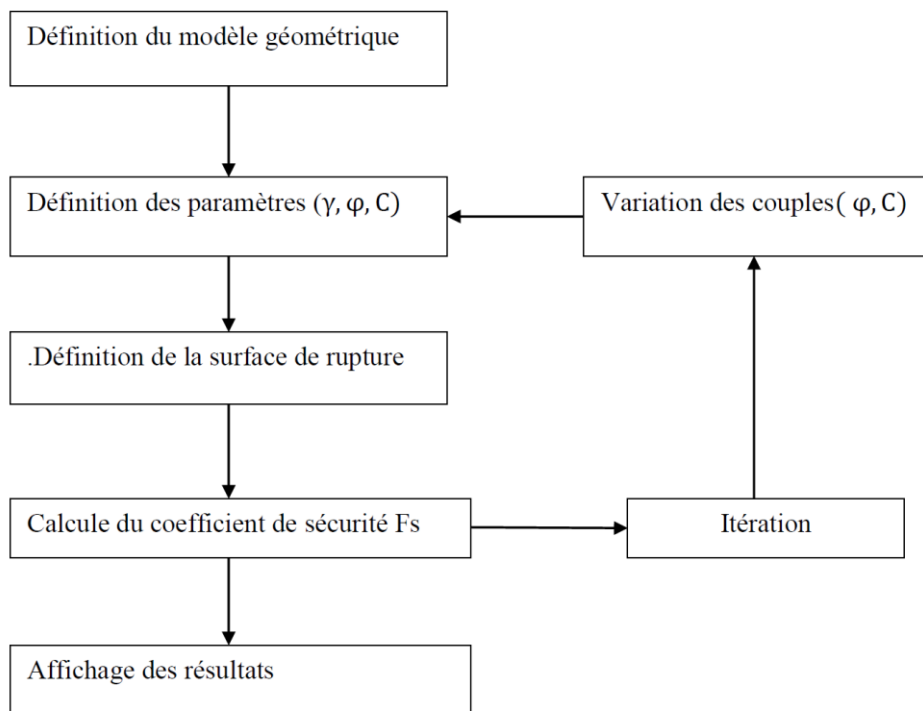 Définition du modèle géométrique
Définition des paramètres (γ, φ, C)
Variation des couples( φ, C)
.Définition de la surface de rupture
Calcule du coefficient de sécurité Fs
Itération
Affichage des résultats